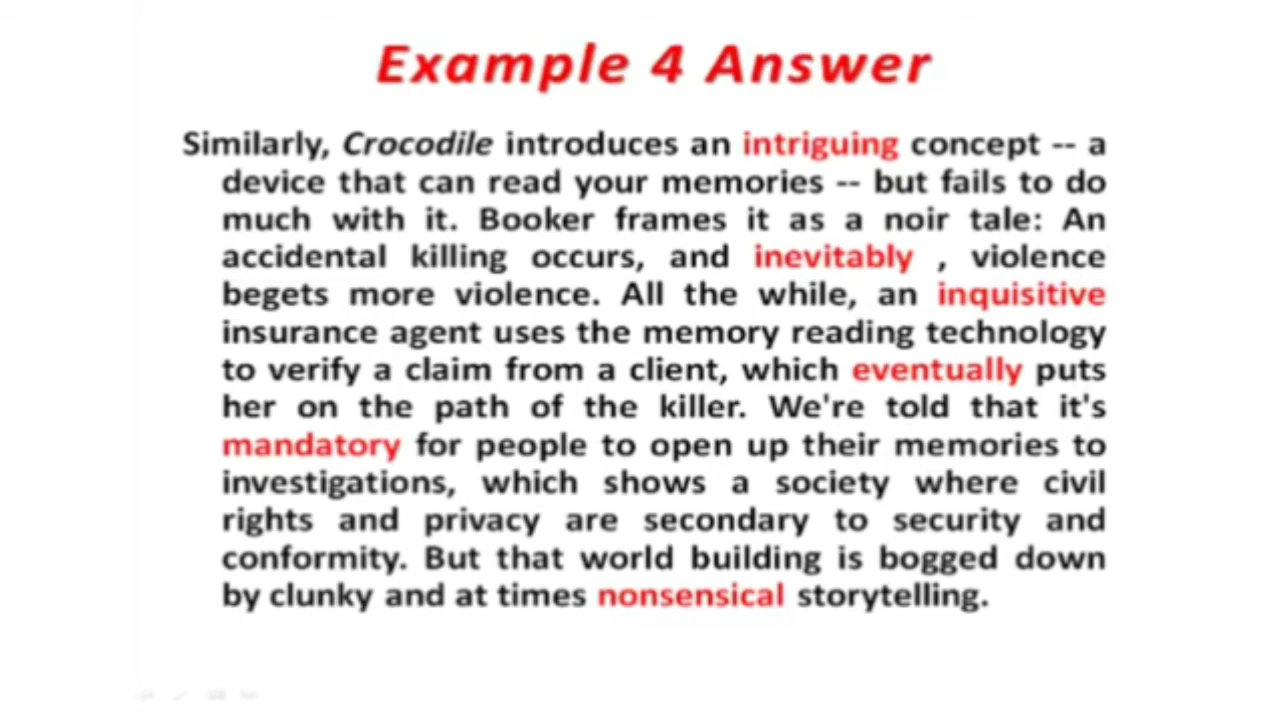 Example 4 Answer
Similarly, Crocodile introduces an intriguing concept -- a
device that can read your memories -- but fails to do
much with it. Booker frames it as a noir tale: An
accidental killing occurs, and inevitably , violence
begets more violence. All the while, an inquisitive
insurance agent uses the memory reading technology
to verify a claim from a client, which eventually puts
her on the path of the killer. We're told that it's
mandatory for people to open up their memories to
investigations, which shows a society where civil
rights and privacy are secondary to security and
conformity. But that world building is bogged down
by clunky and at times nonsensical storytelling.